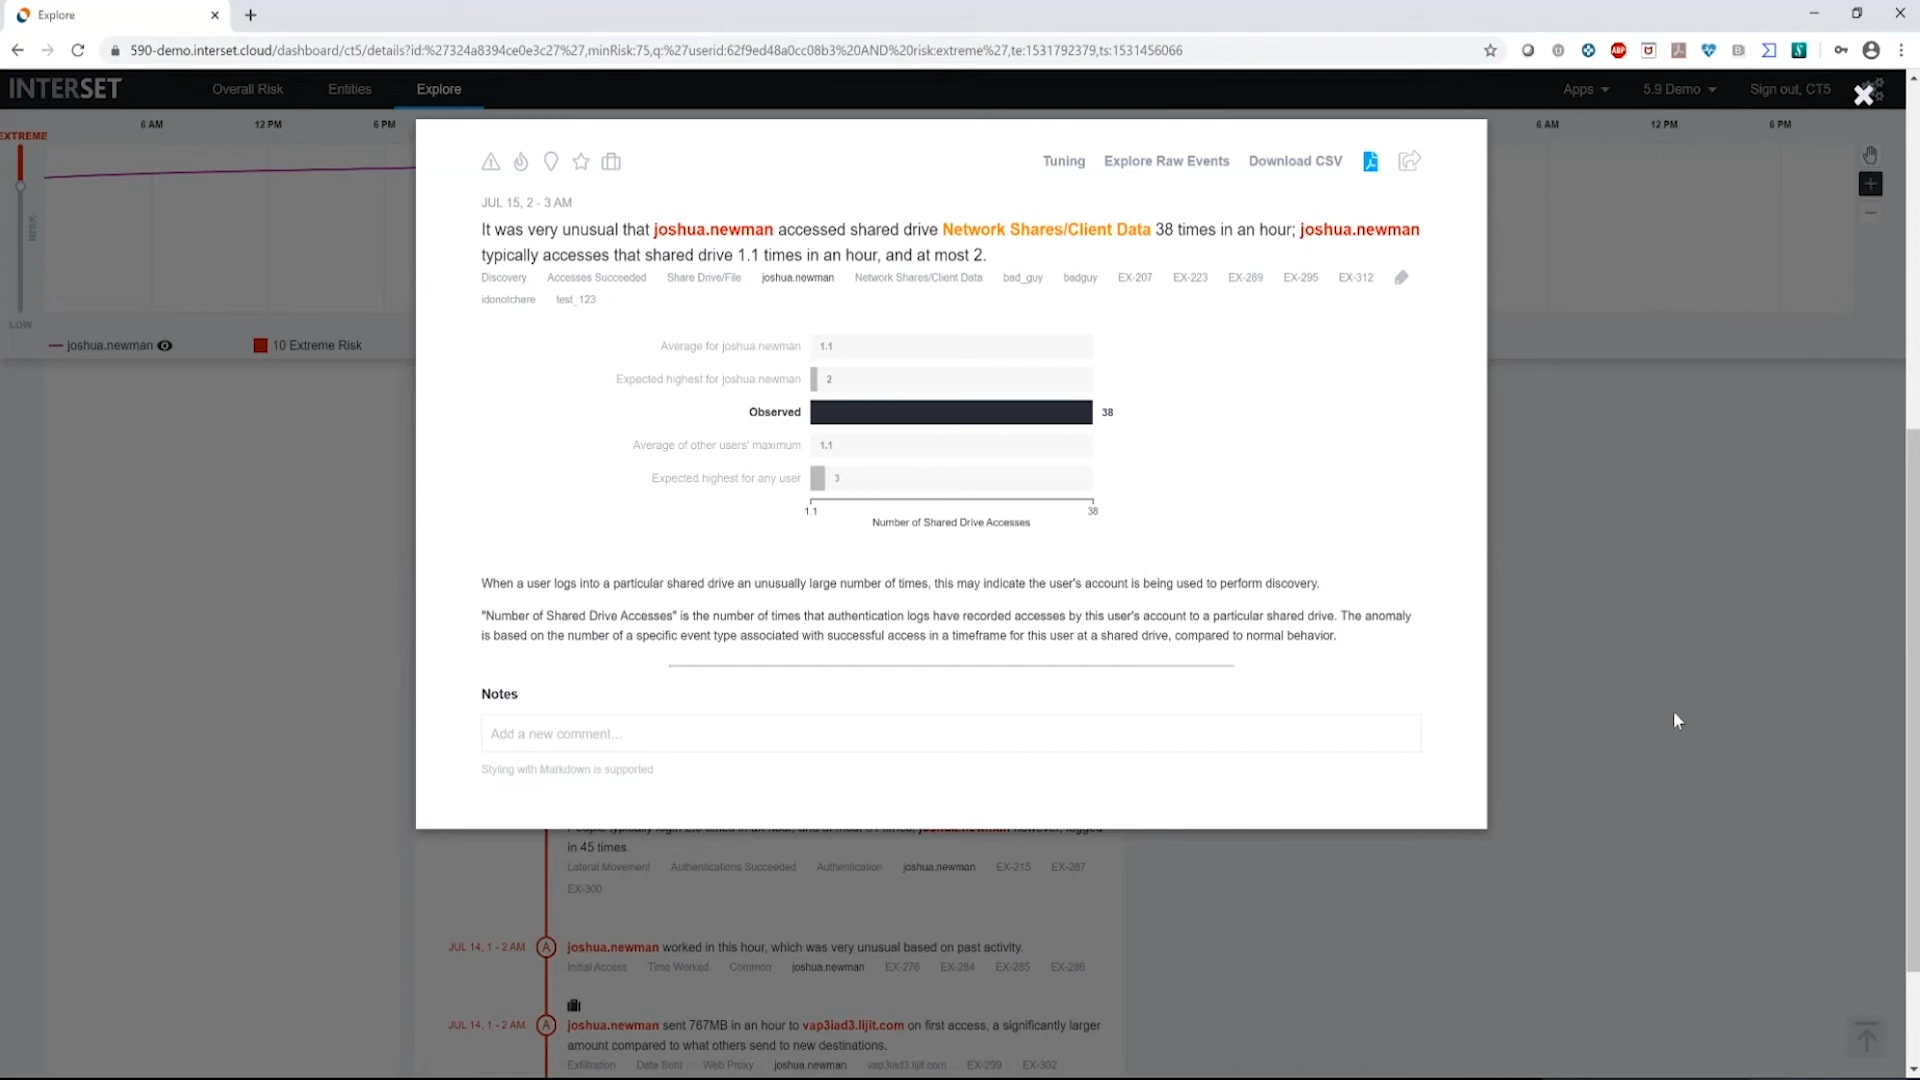 Explore
590-demo.interset.cloud/dashboard/ct5/details?id:%27324a8394ce0e3c27%27,minRisk:75,q:%27userid:62f9ed48a0cc08b3%20AND%20risk:extreme%27,te:1531792379,ts:1531456066
INTERSET Overall Risk Entities Explore Apps 5.9 Demo Sign out, CT5
6 AM 12 PM 6 PM 6 AM 12 PM 6 PM
EXTREME
RISK
LOW
joshua.newman 10 Extreme Risk
Tuning Explore Raw Events Download CSV
JUL 15, 2 - 3 AM
It was very unusual that joshua.newman accessed shared drive Network Shares/Client Data 38 times in an hour; joshua.newman
typically accesses that shared drive 1.1 times in an hour, and at most 2.
Discovery Accesses Succeeded Share Drive/File joshua.newman Network Shares/Client Data bad_guy badguy EX-207 EX-223 EX-289 EX-295 EX-312
idonotchare test_123
Average for joshua.newman 1.1
Expected highest for joshua.newman 2
Observed 38
Average of other users' maximum 1.1
Expected highest for any user 3
1.1 38
Number of Shared Drive Accesses
When a user logs into a particular shared drive an unusually large number of times, this may indicate the user's account is being used to perform discovery.
"Number of Shared Drive Accesses" is the number of times that authentication logs have recorded accesses by this user's account to a particular shared drive. The anomaly
is based on the number of a specific event type associated with successful access in a timeframe for this user at a shared drive, compared to normal behavior.
Notes
Add a new comment...
Styling with Markdown is supported
in 45 times.
Lateral Movement Authentications Succeeded Authentication joshua.newman EX-215 EX-287
EX-300
JUL 14, 1 - 2 AM A joshua.newman worked in this hour, which was very unusual based on past activity.
Initial Access Time Worked Common joshua.newman EX-276 EX-284 EX-285 EX-286
JUL 14, 1 - 2 AM A joshua.newman sent 767MB in an hour to vap3iad3.lijit.com on first access, a significantly larger
amount compared to what others send to new destinations.
Exfiltration Data Sent Web Proxy joshua.newman vap3iad3.lijit.com EX-299 EX-302